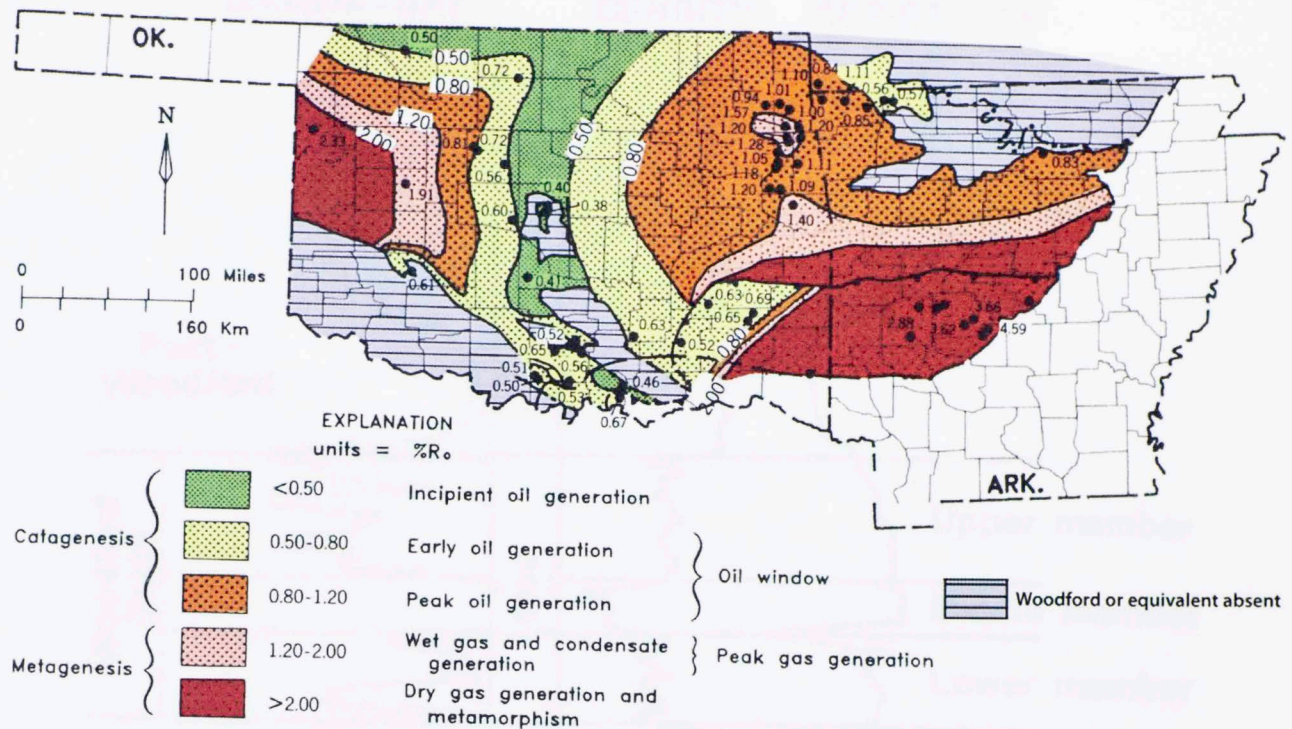 OK.
N
0 100 Miles
0 160 Km
0.50
0.50
0.72
0.80
1.20
2.00
2.33
0.81
0.72
0.56
1.91
0.40
0.38
0.60
0.61
0.41
0.50
0.80
0.84
1.11
1.10
0.56
0.57
0.94
1.01
1.57
1.00
0.85
1.20
1.20
1.28
1.05
1.11
1.18
1.20
1.09
1.40
0.83
0.63
0.69
0.65
0.63
0.52
0.80
0.52
0.65
0.51
0.56
0.50
0.53
0.46
0.67
3.66
3.62
4.59
ARK.
EXPLANATION
units = %R₀
Catagenesis
<0.50 Incipient oil generation
0.50-0.80 Early oil generation
0.80-1.20 Peak oil generation
Oil window
Metagenesis
1.20-2.00 Wet gas and condensate
generation
Peak gas generation
>2.00 Dry gas generation and
metamorphism
Woodford or equivalent absent
Woodford
Upper member
Lower member